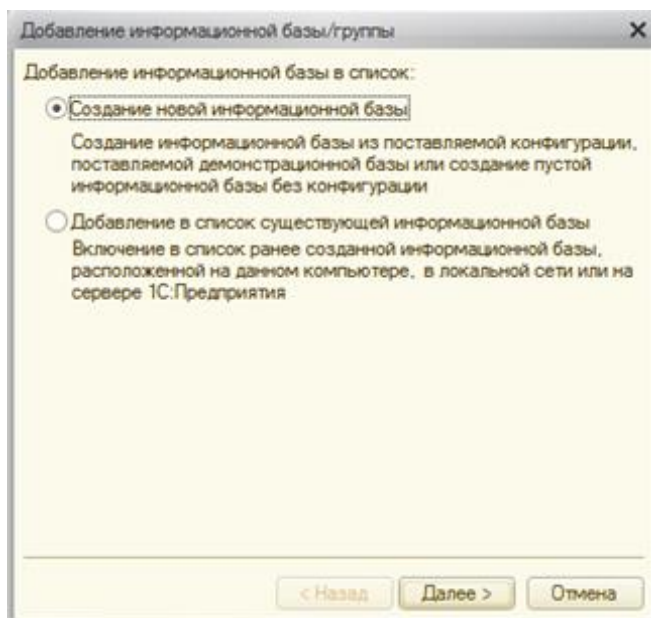 Добавление информационной базы/группы
Добавление информационной базы в список:
Создание новой информационной базы
Создание информационной базы из поставляемой конфигурации,
поставляемой демонстрационной базы или создание пустой
информационной базы без конфигурации
Добавление в список существующей информационной базы
Включение в список ранее созданной информационной базы,
расположенной на данном компьютере, в локальной сети или на
сервере 1С:Предприятия
< Назад Далее > Отмена